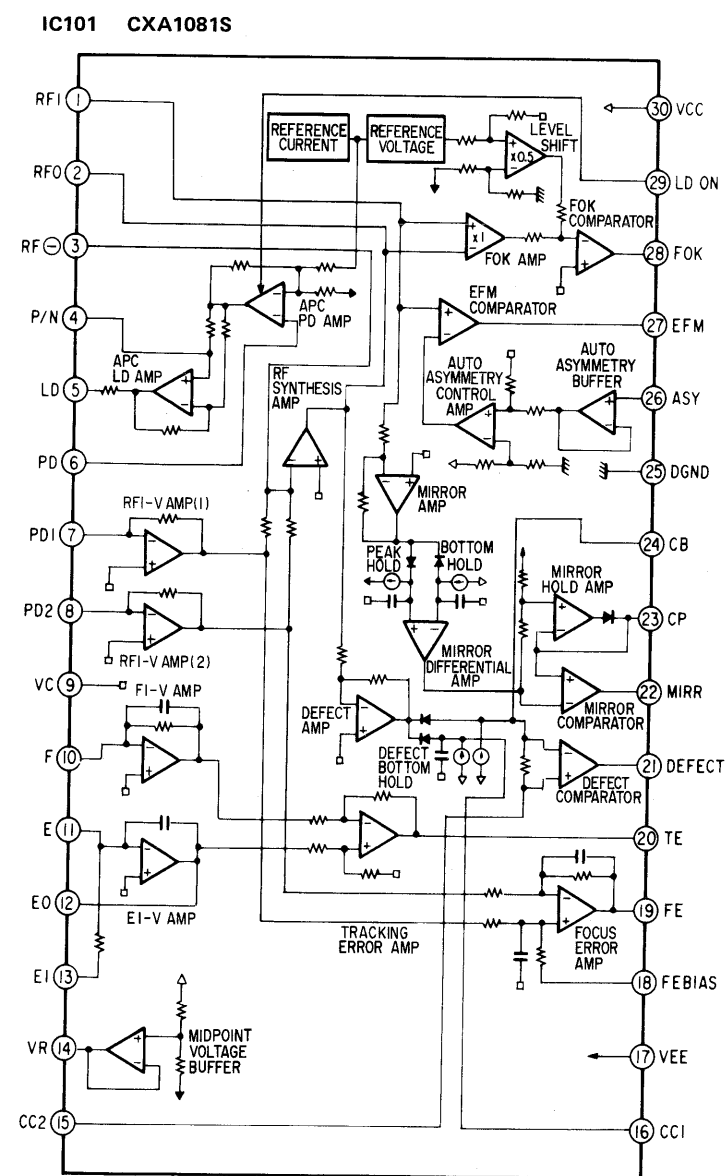 IC101 CXA1081S
RFI 1
RFO 2
RF⊖ 3
P/N 4
LD 5
PD 6
PD1 7
PD2 8
VC 9
F 10
E 11
EO 12
EI 13
VR 14
CC2 15
30 VCC
29 LD ON
28 FOK
27 EFM
26 ASY
25 DGND
24 CB
23 CP
22 MIRR
21 DEFECT
20 TE
19 FE
18 FEBIAS
17 VEE
16 CC1
REFERENCE
CURRENT
REFERENCE
VOLTAGE
LEVEL
SHIFT
+
×0.5
−
FOK
COMPARATOR
−
+
+
×1
−
FOK AMP
APC
PD AMP
−
−
EFM
COMPARATOR
+
−
APC
LD AMP
+
−
RF
SYNTHESIS
AMP
−
+
AUTO
ASYMMETRY
CONTROL
AMP
+
−
AUTO
ASYMMETRY
BUFFER
+
−
−
+
MIRROR
AMP
RFI-V AMP(1)
−
+
PEAK
HOLD
BOTTOM
HOLD
MIRROR
HOLD AMP
+
−
−
+
RFI-V AMP(2)
+
−
MIRROR
DIFFERENTIAL
AMP
+
−
MIRROR
COMPARATOR
FI-V AMP
−
+
DEFECT
AMP
−
+
DEFECT
BOTTOM
HOLD
−
+
DEFECT
COMPARATOR
−
+
EI-V AMP
−
+
TRACKING
ERROR AMP
−
+
FOCUS
ERROR
AMP
+
−
MIDPOINT
VOLTAGE
BUFFER